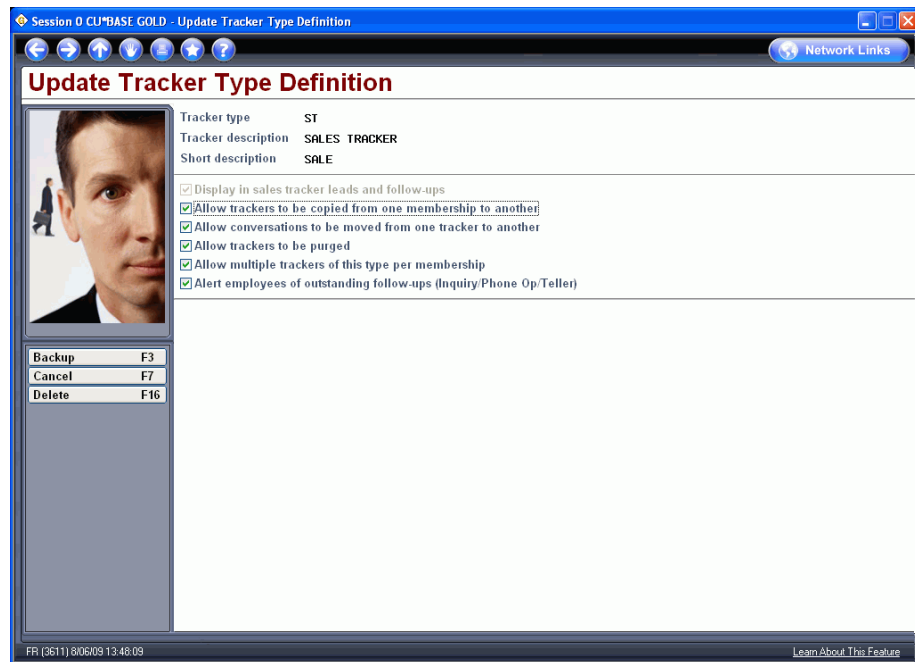 Session 0 CU*BASE GOLD - Update Tracker Type Definition
Network Links
Update Tracker Type Definition
Tracker type ST
Tracker description SALES TRACKER
Short description SALE
Display in sales tracker leads and follow-ups
Allow trackers to be copied from one membership to another
Allow conversations to be moved from one tracker to another
Allow trackers to be purged
Allow multiple trackers of this type per membership
Alert employees of outstanding follow-ups (Inquiry/Phone Op/Teller)
Backup F3
Cancel F7
Delete F16
FR (3611) 8/06/09 13:48:09
Learn About This Feature